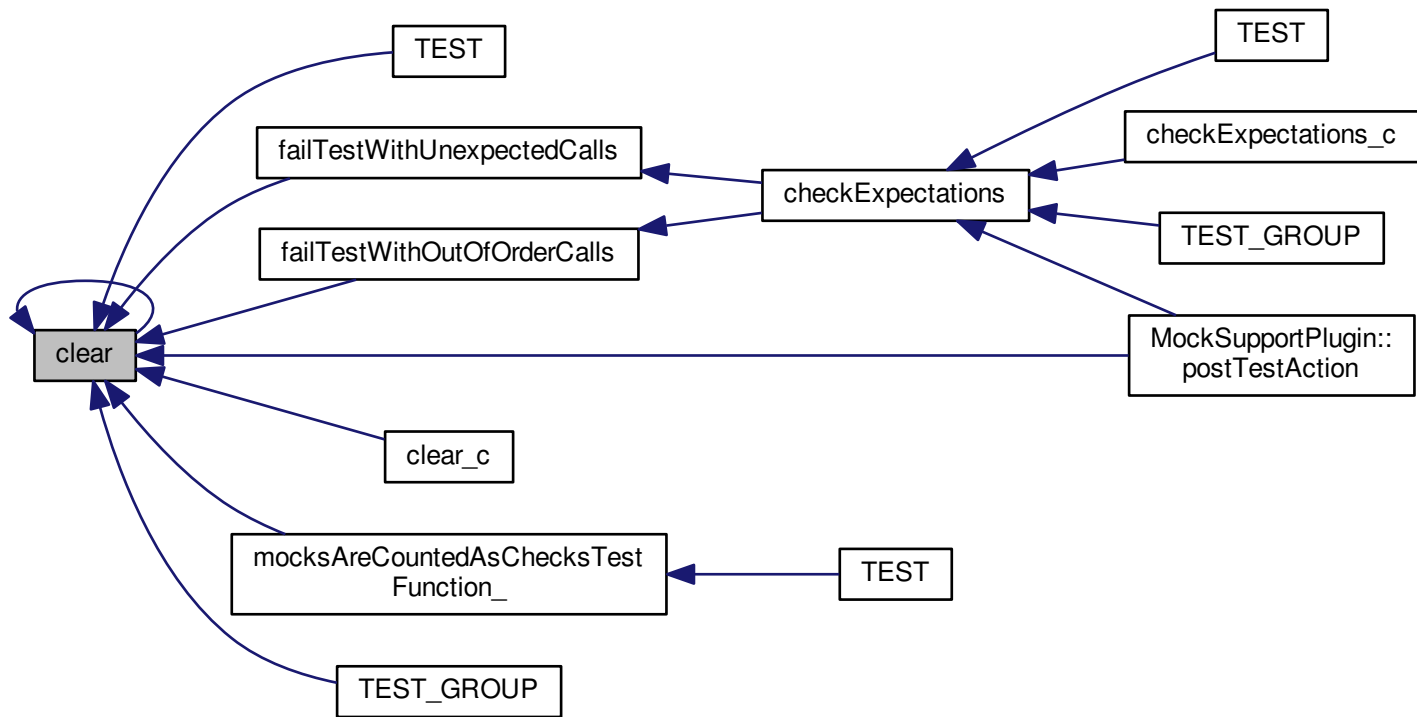 TEST
TEST
failTestWithUnexpectedCalls
checkExpectations_c
checkExpectations
TEST_GROUP
failTestWithOutOfOrderCalls
clear
MockSupportPlugin::
postTestAction
clear_c
mocksAreCountedAsChecksTest
Function_
TEST
TEST_GROUP